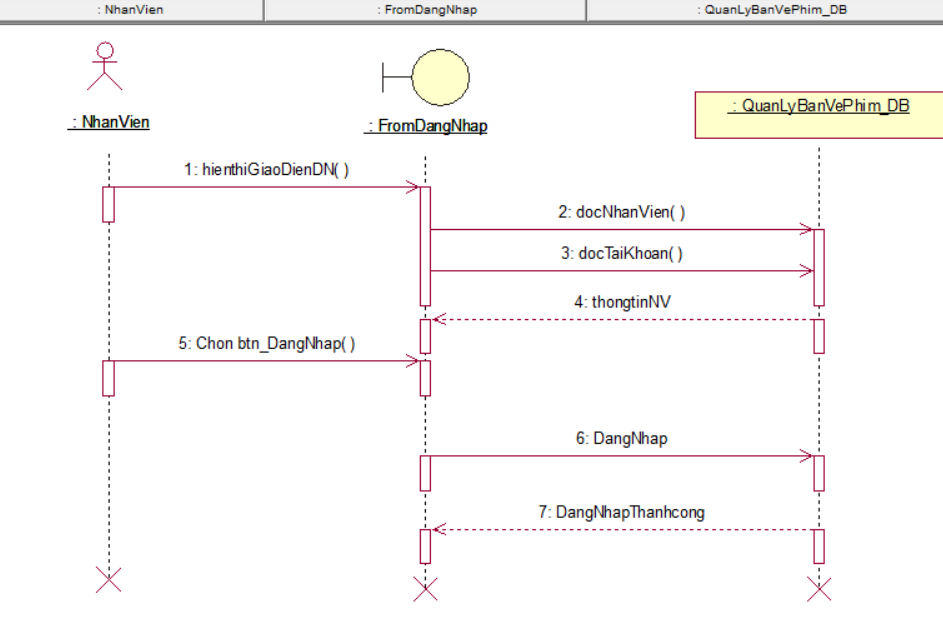 : NhanVien
: FromDangNhap
: QuanLyBanVePhim_DB
: NhanVien
: FromDangNhap
: QuanLyBanVePhim_DB
1: hienthiGiaoDienDN( )
2: docNhanVien( )
3: docTaiKhoan( )
4: thongtinNV
5: Chon btn_DangNhap( )
6: DangNhap
7: DangNhapThanhcong